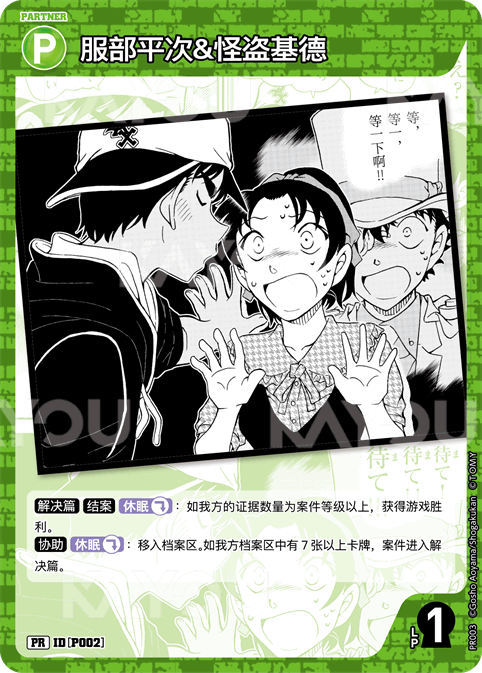 PARTNER
P 服部平次&怪盗基德
等,
等一,
等一下啊!!
待て
待て
解决篇 结案 休眠：如我方的证据数量为案件等级以上，获得游戏胜
利。
协助 休眠：移入档案区。如我方档案区中有7张以上卡牌，案件进入解
决篇。
PR ID[P002]
LP 1
PR003 ©Gosho Aoyama/Shogakukan ©TOMY
KAYOU
KAYOU